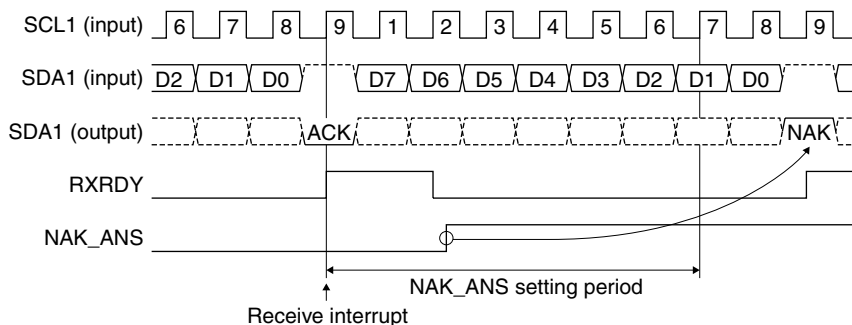 SCL1 (input) 6 7 8 9 1 2 3 4 5 6 7 8 9
SDA1 (input) D2 D1 D0 D7 D6 D5 D4 D3 D2 D1 D0
SDA1 (output) ACK NAK
RXRDY
NAK_ANS
NAK_ANS setting period
Receive interrupt